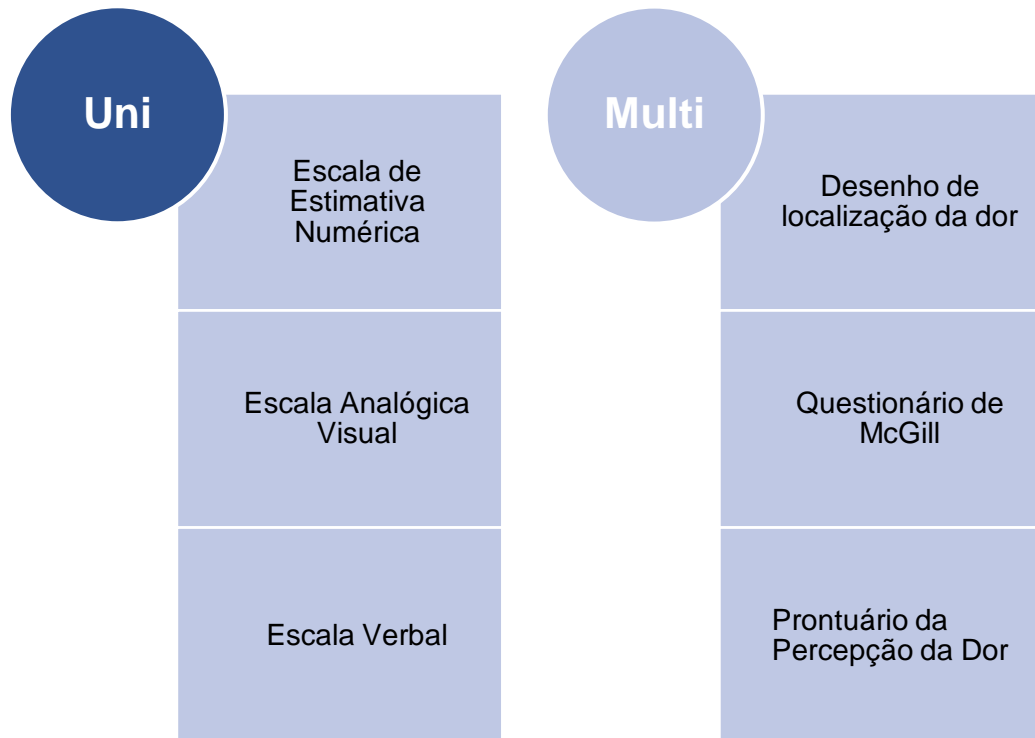 Uni
Escala de
Estimativa
Numérica
Escala Analógica
Visual
Escala Verbal
Multi
Desenho de
localização da dor
Questionário de
McGill
Prontuário da
Percepção da Dor